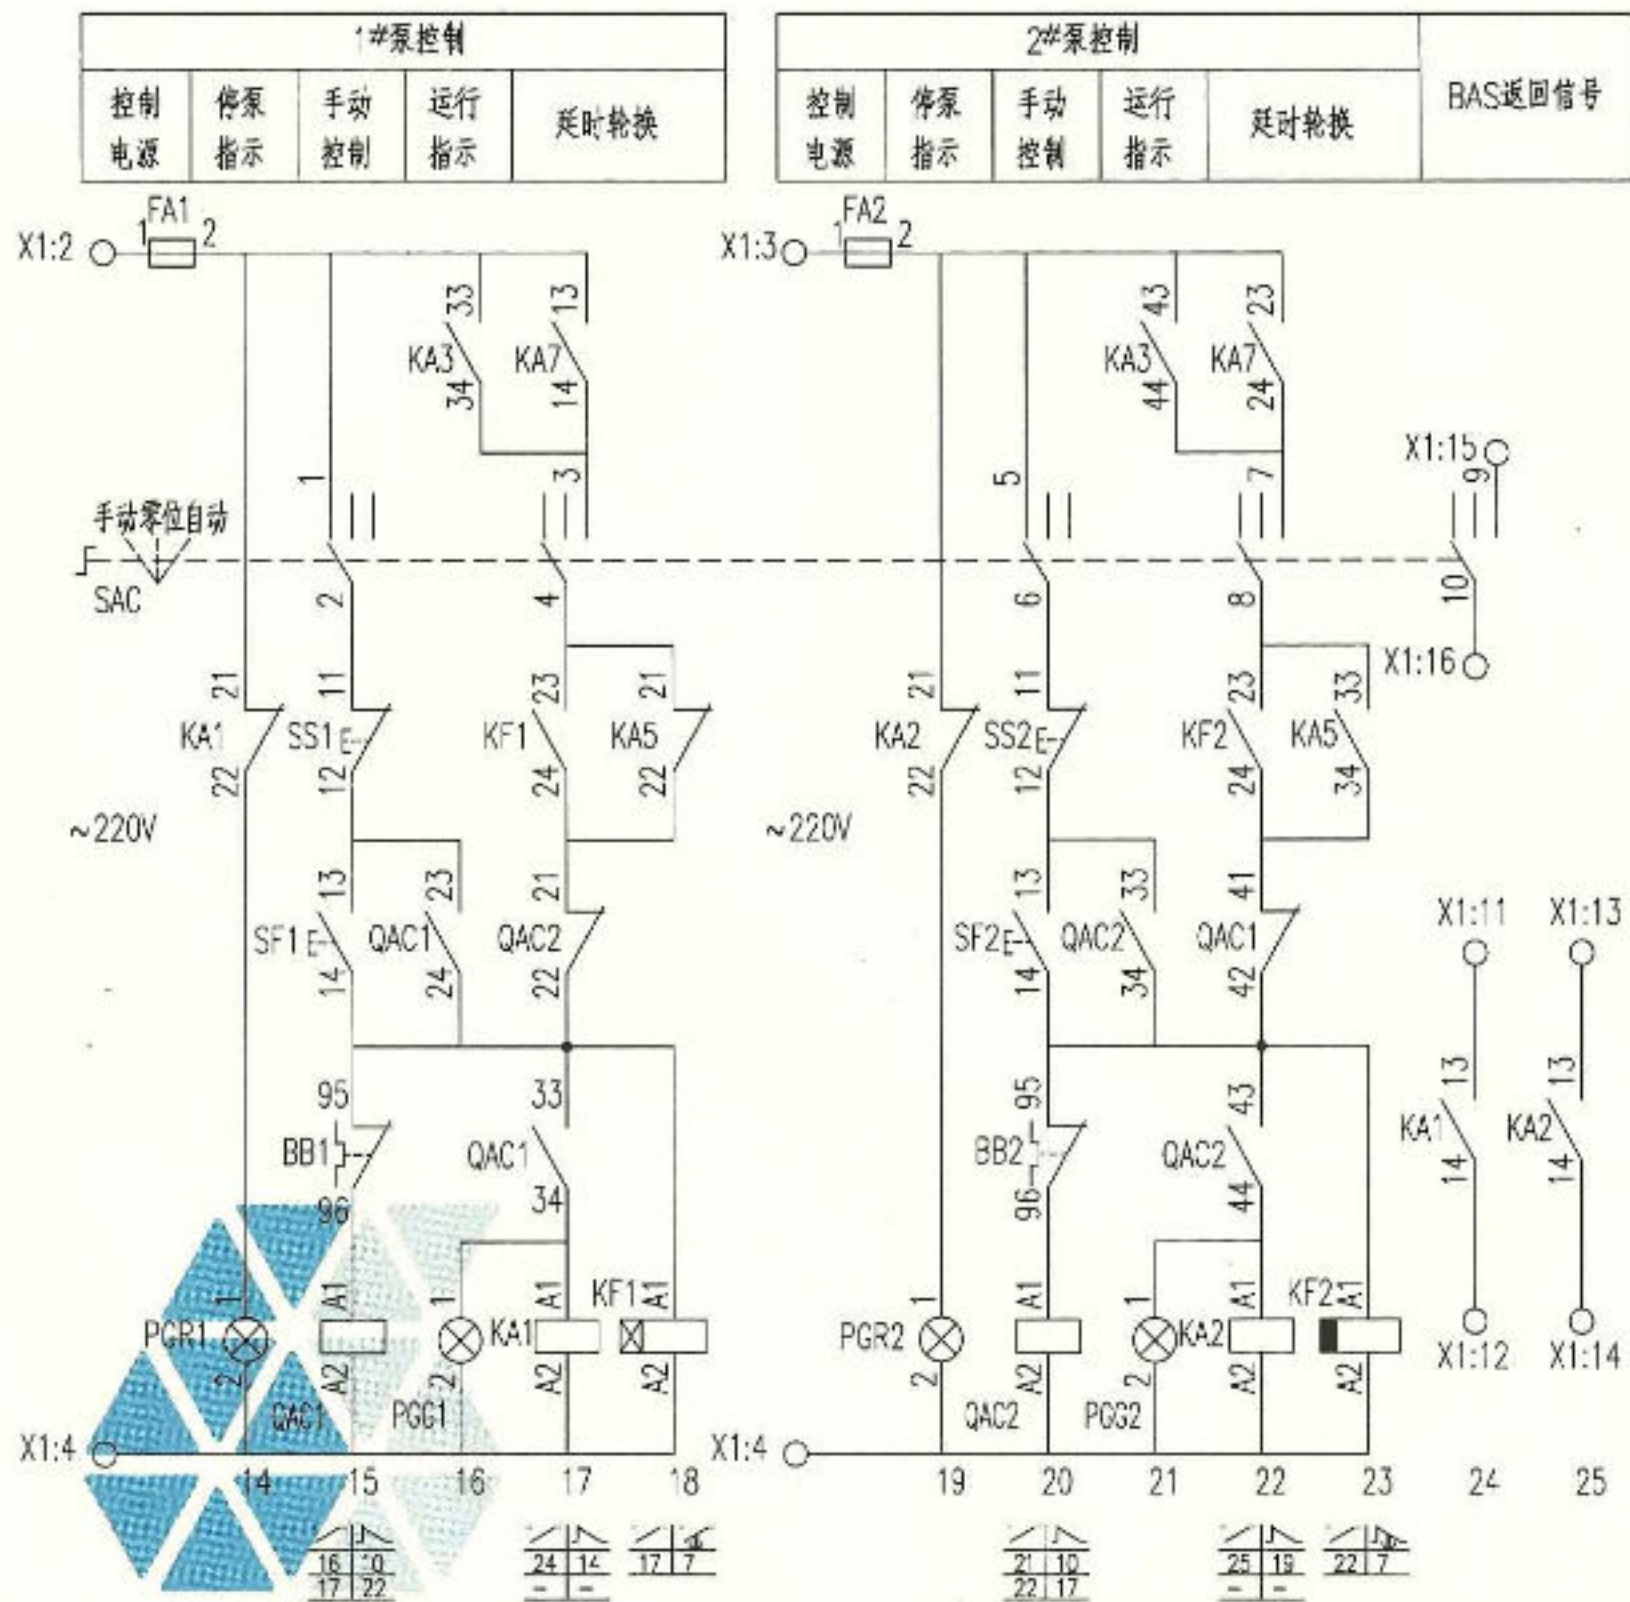 1#泵控制
2#泵控制
BAS返回信号
控制
电源
停泵
指示
手动
控制
运行
指示
延时轮换
控制
电源
停泵
指示
手动
控制
运行
指示
延时轮换
FA1
FA2
X1:2
1
2
X1:3
1
2
33
13
43
23
KA3
KA7
KA3
KA7
34
14
44
24
X1:15
1
3
5
7
9
手动零位自动
SAC
2
4
6
8
10
X1:16
21
11
23
21
21
11
23
33
KA1
SS1
KF1
KA5
KA2
SS2
KF2
KA5
22
12
24
22
22
12
24
34
~220V
~220V
13
23
21
13
33
41
X1:11
X1:13
SF1
QAC1
QAC2
SF2
QAC2
QAC1
14
24
22
14
34
42
95
33
95
43
13
13
BB1
QAC1
BB2
QAC2
KA1
KA2
96
34
96
44
14
14
1
A1
1
A1
KF1
A1
1
A1
1
A1
KF2
A1
PGR1
KA1
PGR2
KA2
X1:12
X1:14
2
A2
2
A2
A2
2
A2
2
A2
A2
QAC1
PGG1
QAC2
PGG2
X1:4
X1:4
14
15
16
17
18
19
20
21
22
23
24
25
16 10
24 14
17 7
21 10
25 19
22 7
17 22
- -
22 17
- -